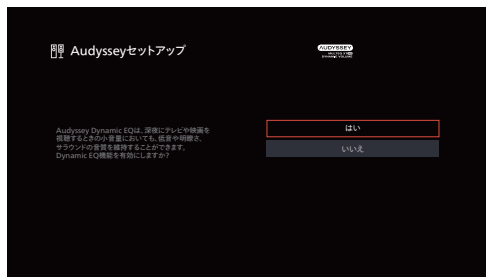 Audysseyセットアップ
AUDYSSEY
MULTEQ XT32
DYNAMIC VOLUME
Audyssey Dynamic EQは、深夜にテレビや映画を
視聴するときの小音量においても、低音や明瞭さ、
サラウンドの音質を維持することができます。
Dynamic EQ機能を有効にしますか?
はい
いいえ